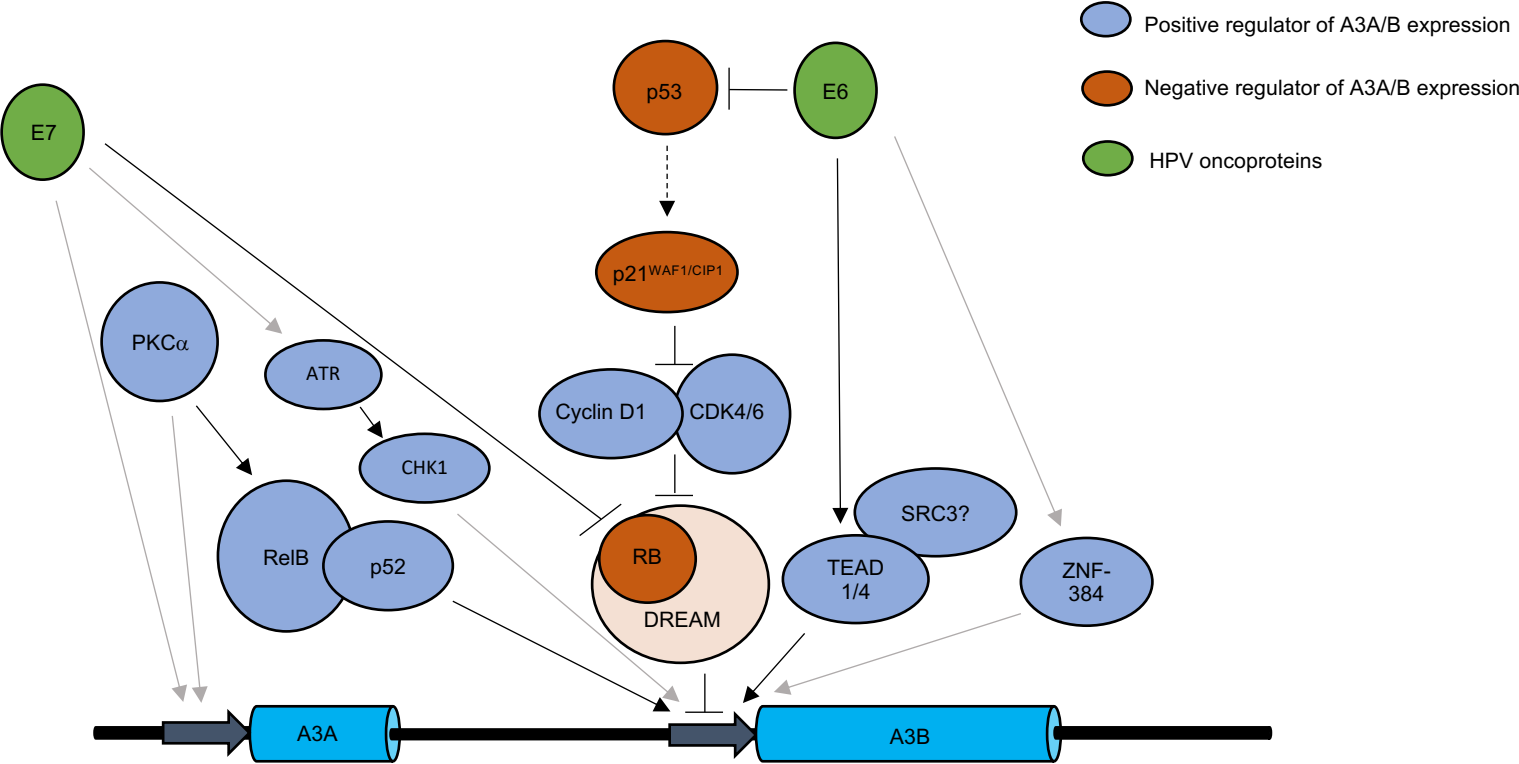 Positive regulator of A3A/B expression
Negative regulator of A3A/B expression
HPV oncoproteins
p53
E6
E7
p21WAF1/CIP1
PKCα
ATR
Cyclin D1
CDK4/6
CHK1
SRC3?
RelB
p52
RB
DREAM
TEAD
1/4
ZNF-
384
A3A
A3B